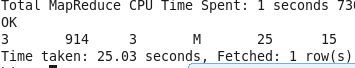 Total MapReduce CPU Time Spent: 1 seconds 730
OK
3 914 3 M 25 15
Time taken: 25.03 seconds, Fetched: 1 row(s)